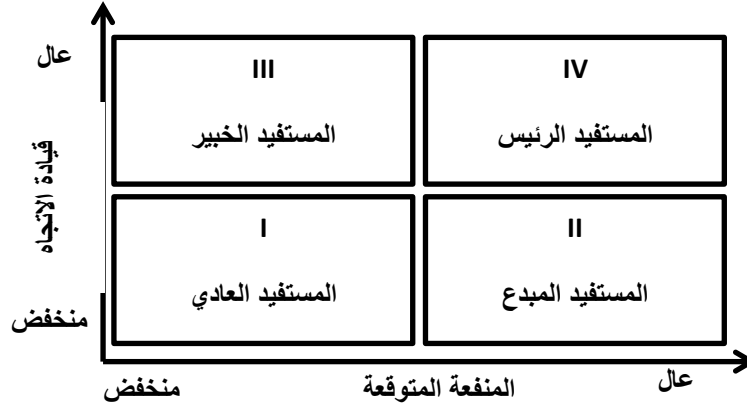 عال
III
IV
المستفيد الخبير
المستفيد الرئيس
قيادة الاتجاه
I
II
المستفيد العادي
المستفيد المبدع
منخفض
منخفض
المنفعة المتوقعة
عال